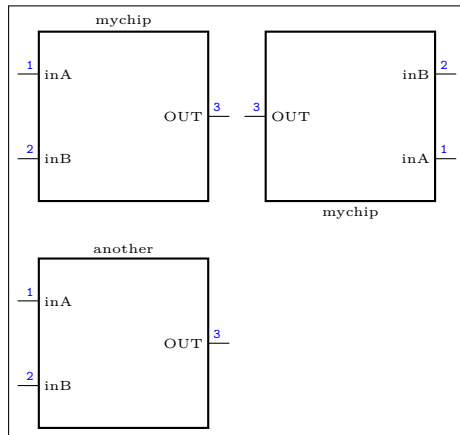 mychip
1 inA
2 inB
OUT 3
3 OUT
inB 2
inA 1
mychip
another
1 inA
2 inB
OUT 3